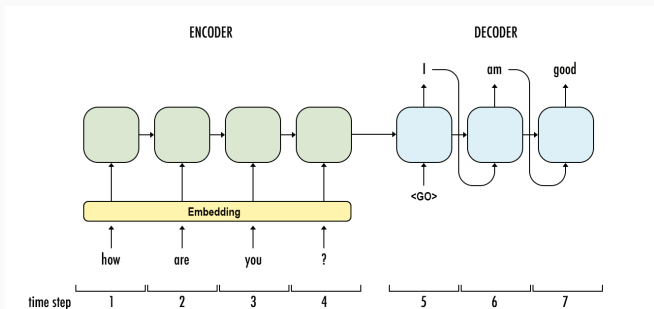 ENCODER DECODER
I am good
<GO>
Embedding
how are you ?
time step 1 2 3 4 5 6 7